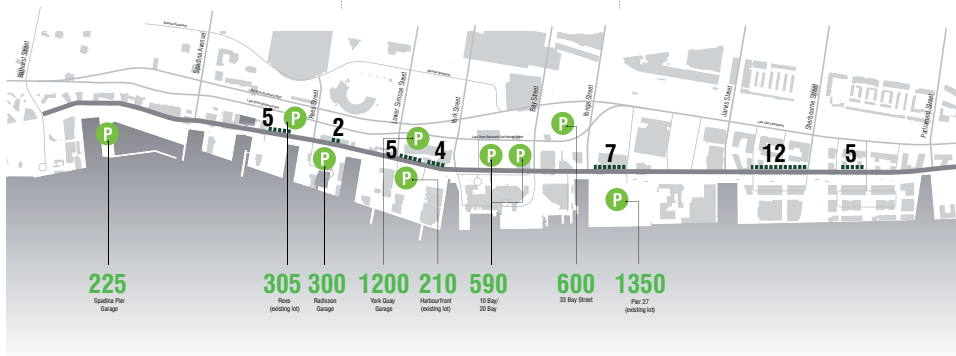 Bathurst Street
Spadina Avenue
Rees Street
Lower Simcoe Street
York Street
Bay Street
Yonge Street
Jarvis Street
Sherbourne Street
Parliament Street
5
P
2
5
P
4
P
P
P
P
P
7
12
5
P
P
P
225
Spadina Pier
Garage
305
Rees
(existing lot)
300
Radisson
Garage
1200
York Quay
Garage
210
Harbourfront
(existing lot)
590
10 Bay/
20 Bay
600
33 Bay Street
1350
Pier 27
(existing lot)